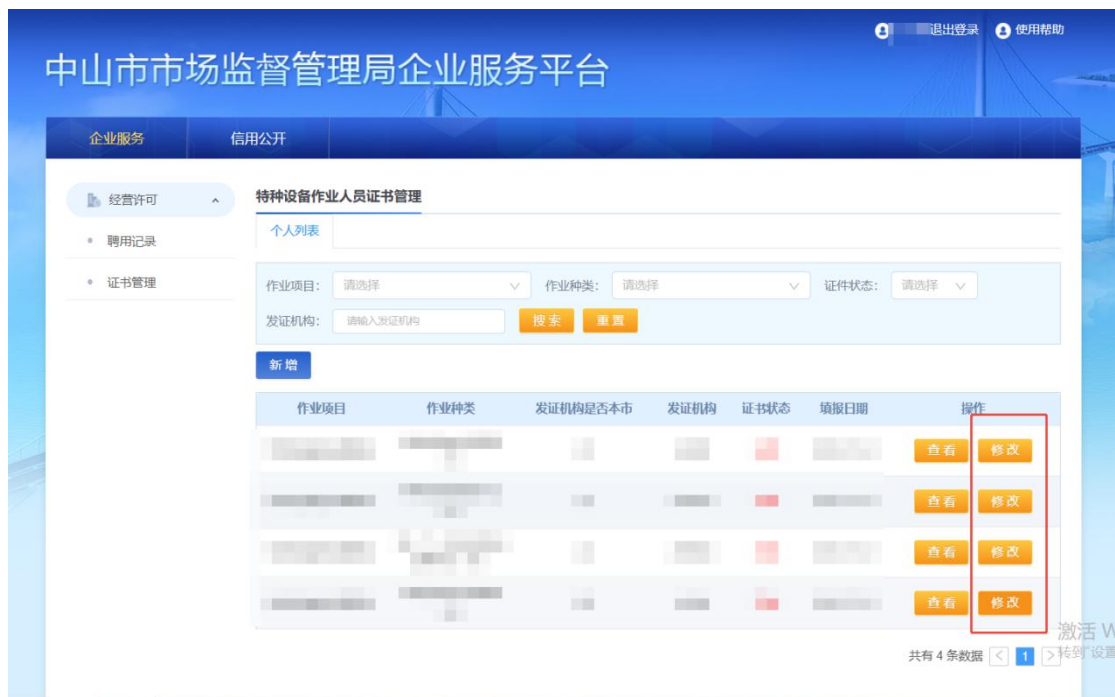 退出登录 使用帮助
中山市市场监督管理局企业服务平台
企业服务 信用公开
经营许可
聘用记录
证书管理
特种设备作业人员证书管理
个人列表
作业项目： 请选择 作业种类： 请选择 证件状态： 请选择
发证机构： 请输入发证机构 搜索 重置
新增
作业项目 作业种类 发证机构是否本市 发证机构 证书状态 填报日期 操作
查看 修改
查看 修改
查看 修改
查看 修改
激活 W
共有 4 条数据 < 1 > 转到"设置